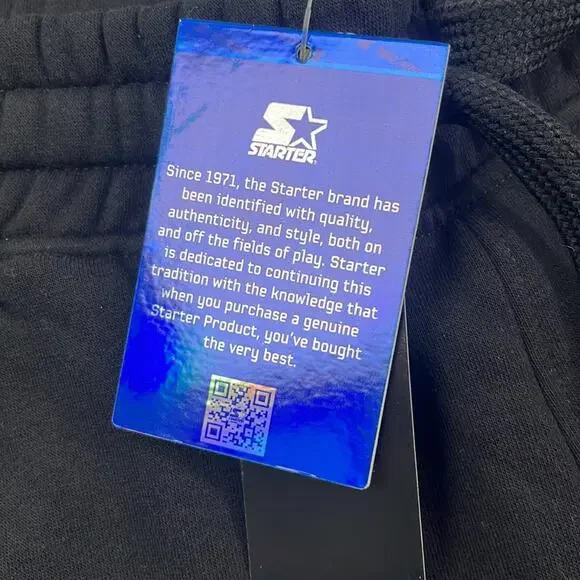 STARTER
Since 1971, the Starter brand has
been identified with quality,
authenticity, and style, both on
and off the fields of play. Starter
is dedicated to continuing this
tradition with the knowledge that
when you purchase a genuine
Starter Product, you've bought
the very best.